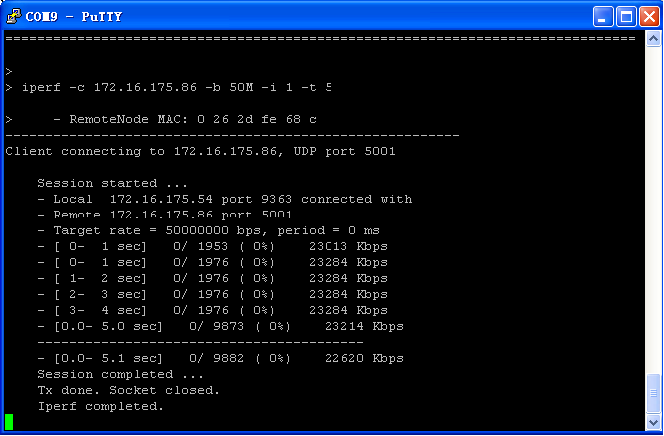 COM9 - PuTTY
===============================================================================
>
> iperf -c 172.16.175.86 -b 50M -i 1 -t 5
>     - RemoteNode MAC: 0 26 2d fe 68 c
----------------------------------------------------------
Client connecting to 172.16.175.86, UDP port 5001
Session started ...
- Local  172.16.175.54 port 9363 connected with
- Remote 172.16.175.86 port 5001
- Target rate = 50000000 bps, period = 0 ms
- [ 0-  1 sec]   0/ 1953 ( 0%)    23013 Kbps
- [ 0-  1 sec]   0/ 1976 ( 0%)    23284 Kbps
- [ 1-  2 sec]   0/ 1976 ( 0%)    23284 Kbps
- [ 2-  3 sec]   0/ 1976 ( 0%)    23284 Kbps
- [ 3-  4 sec]   0/ 1976 ( 0%)    23284 Kbps
- [0.0- 5.0 sec]   0/ 9873 ( 0%)    23214 Kbps
------------------------------------------
- [0.0- 5.1 sec]   0/ 9882 ( 0%)    22620 Kbps
Session completed ...
Tx done. Socket closed.
Iperf completed.